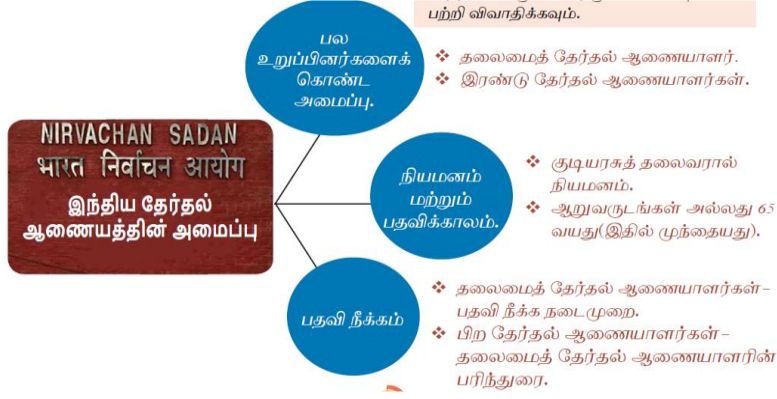 பற்றி விவாதிக்கவும்.
பல
உறுப்பினர்களைக்
கொண்ட
அமைப்பு.
❖ தலைமைத் தேர்தல் ஆணையாளர்.
❖ இரண்டு தேர்தல் ஆணையாளர்கள்.
NIRVACHAN SADAN
भारत निर्वाचन आयोग
இந்திய தேர்தல்
ஆணையத்தின் அமைப்பு
நியமனம்
மற்றும்
பதவிக்காலம்.
❖ குடியரசுத் தலைவரால்
நியமனம்.
❖ ஆறுவருடங்கள் அல்லது 65
வயது(இதில் முந்தையது).
பதவி நீக்கம்
❖ தலைமைத் தேர்தல் ஆணையாளர்கள்–
பதவி நீக்க நடைமுறை.
❖ பிற தேர்தல் ஆணையாளர்கள்–
தலைமைத் தேர்தல் ஆணையாளரின்
பரிந்துரை.